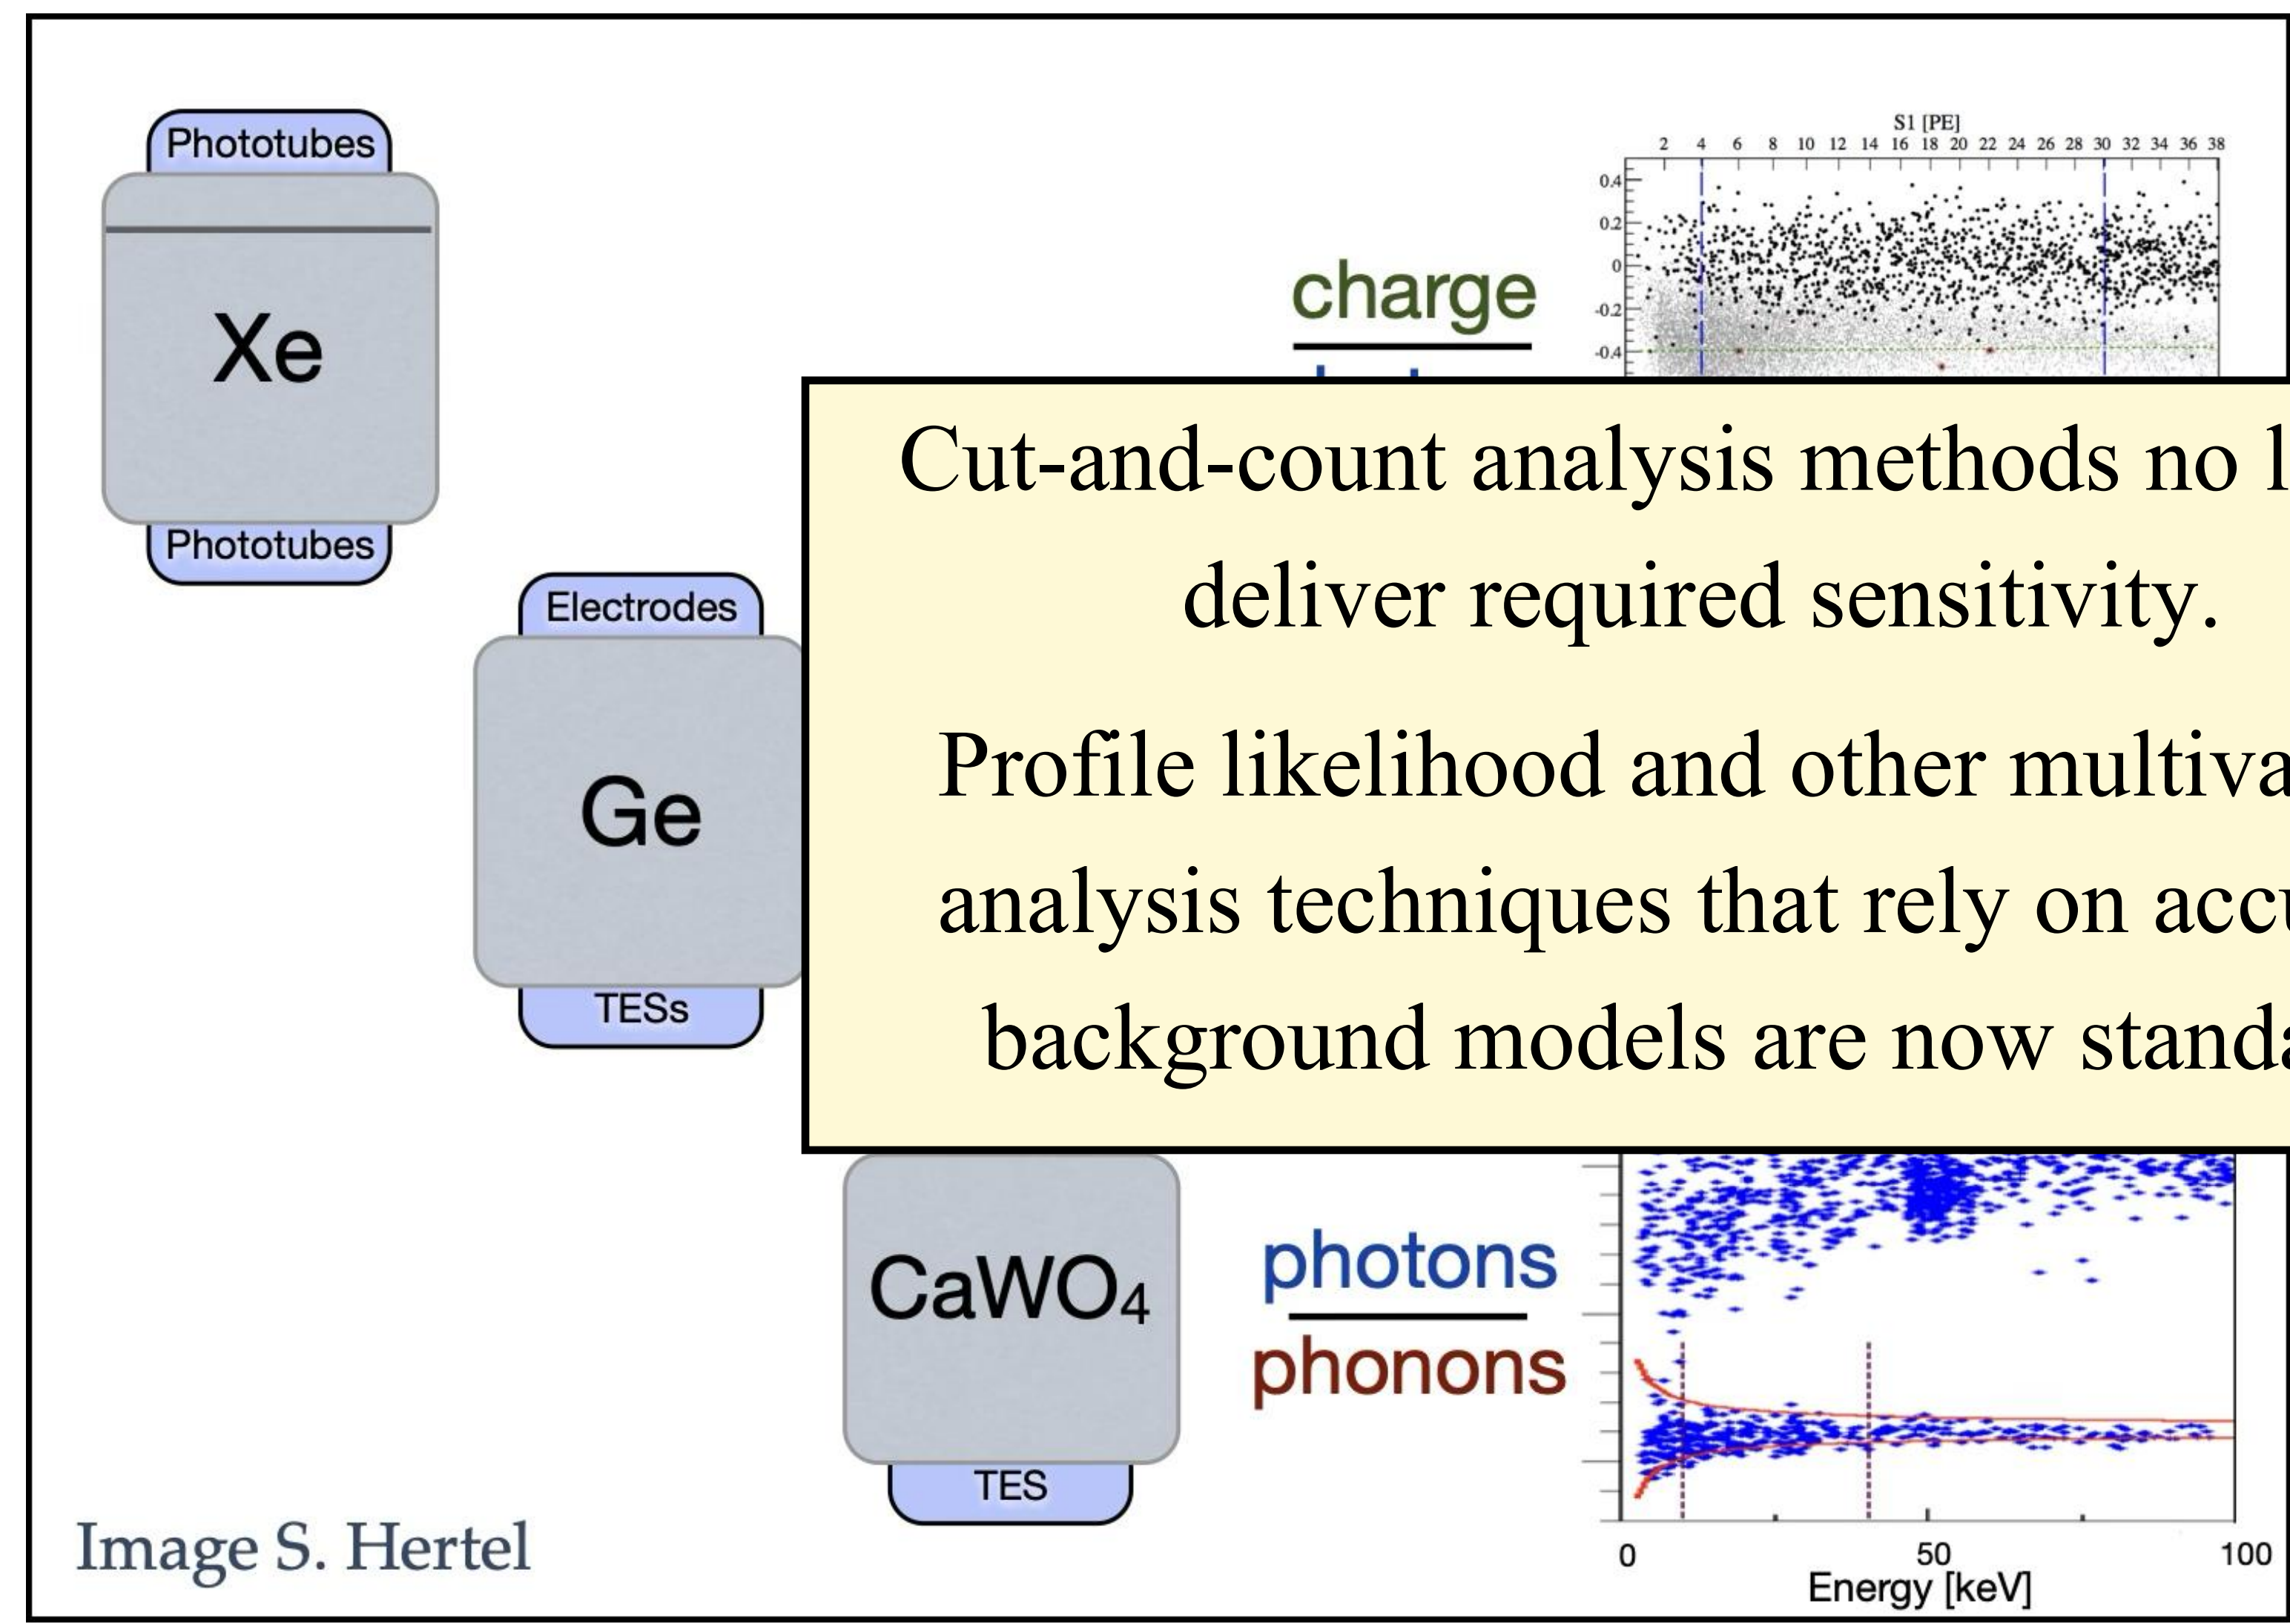 Phototubes
Xe
Phototubes
Electrodes
Ge
TESs
CaWO4
TES
charge
S1 [PE]
2 4 6 8 10 12 14 16 18 20 22 24 26 28 30 32 34 36 38
0.4
0.2
0
-0.2
-0.4
Cut-and-count analysis methods no
deliver required sensitivity.
Profile likelihood and other
analysis techniques that rely on
background models are now
photons
phonons
0 50 100
Energy [keV]
Image S. Hertel